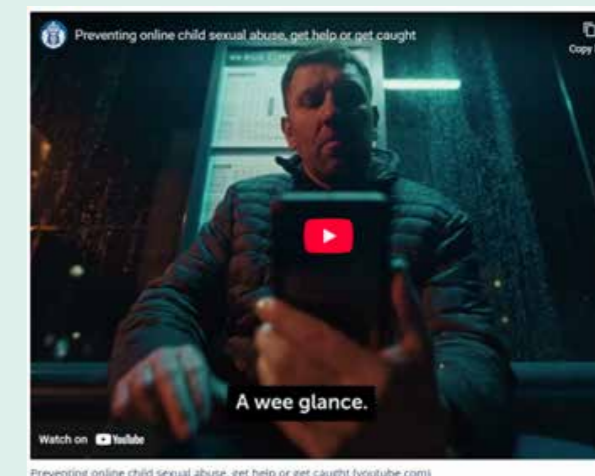 Preventing online child sexual abuse, get help or get caught
Copy
A wee glance.
Watch on YouTube
Preventing online child sexual abuse, get help or get caught (youtube.com)